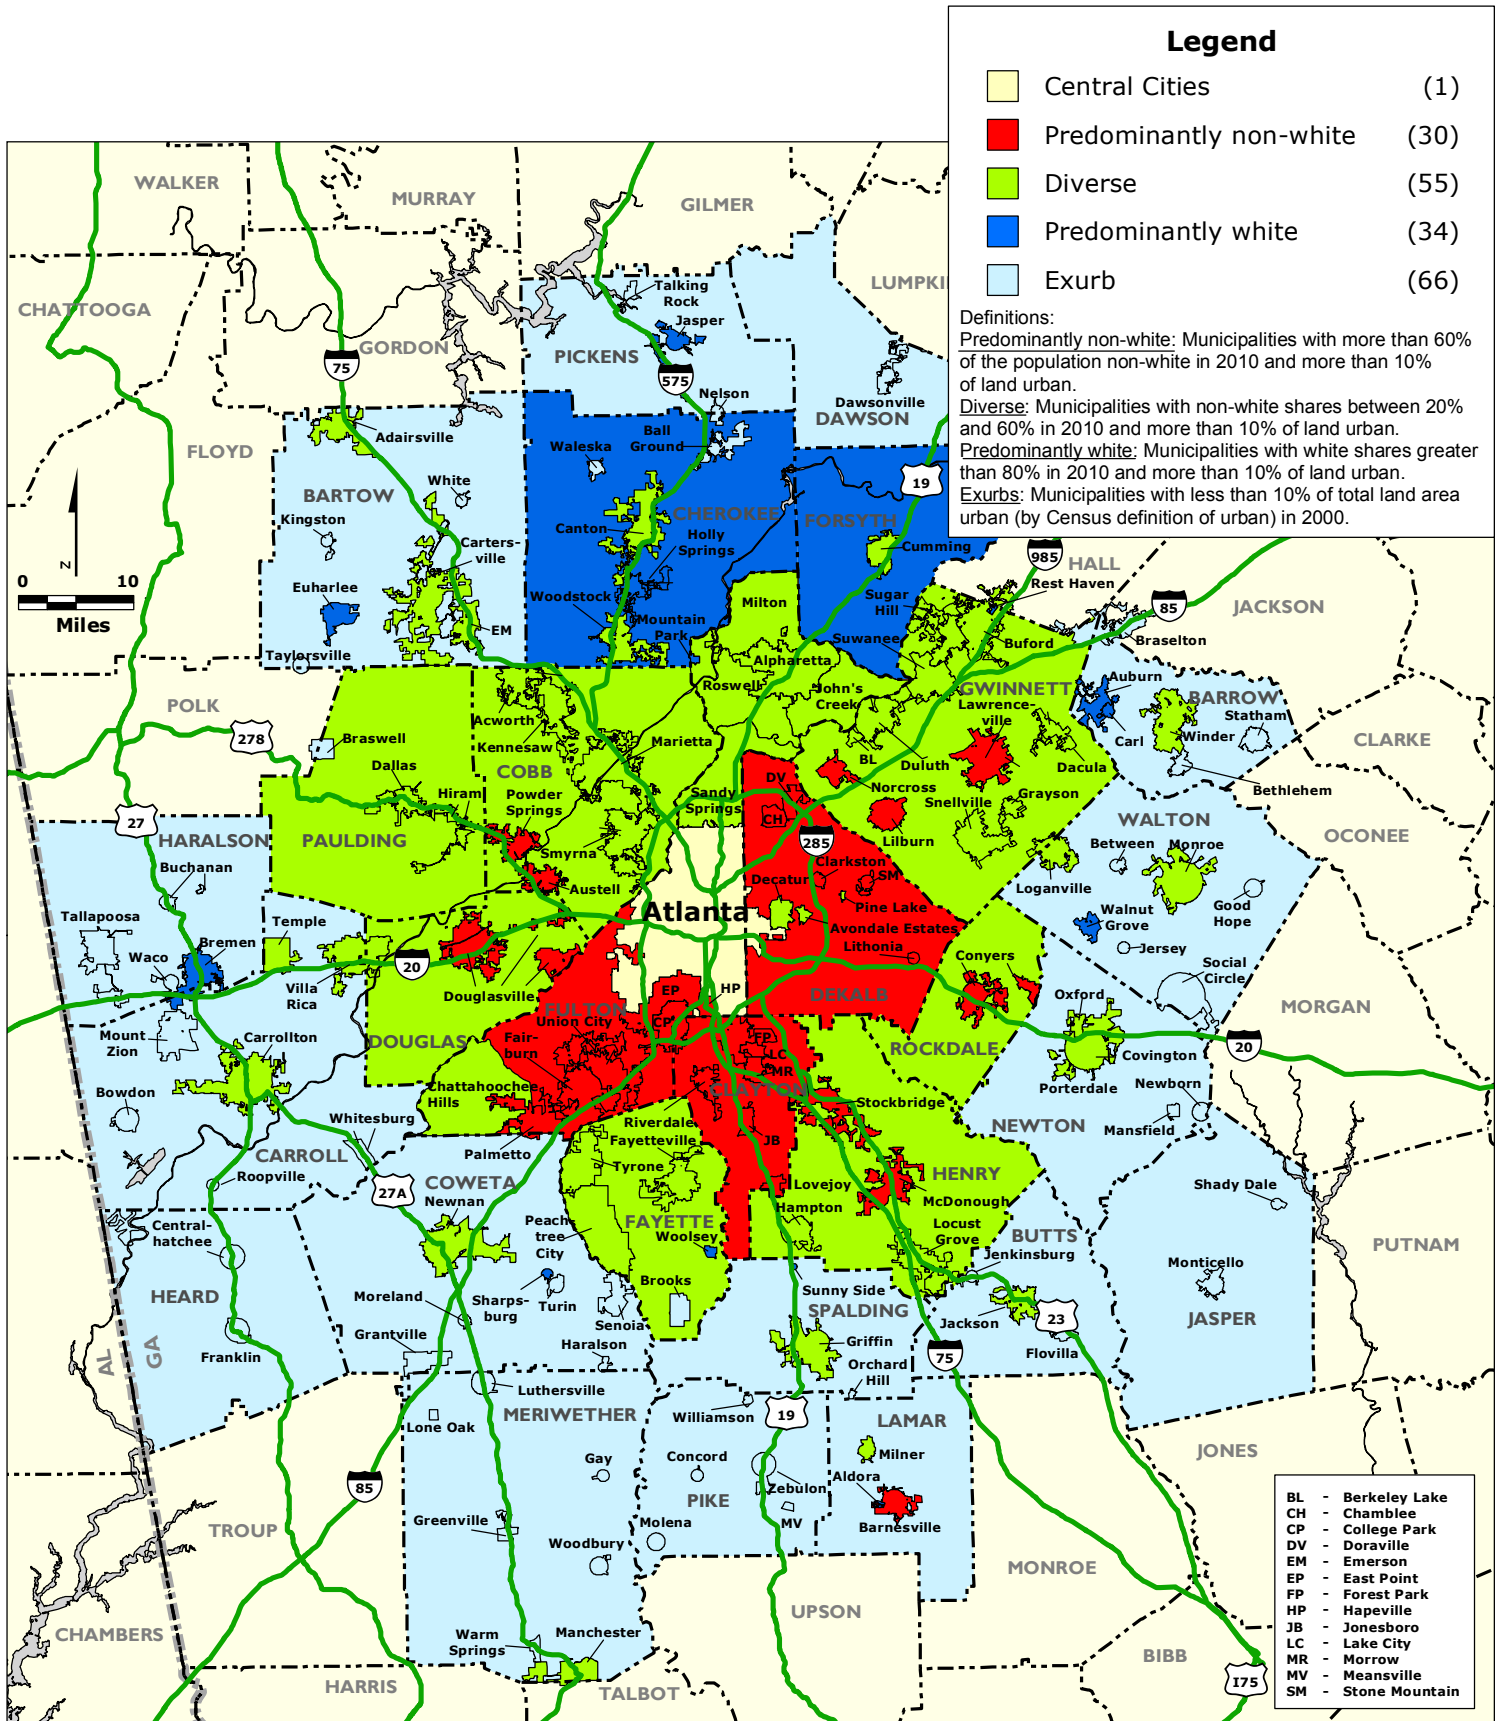 Legend
Central Cities (1)
Predominantly non-white (30)
Diverse (55)
Predominantly white (34)
Exurb (66)
Definitions:
Predominantly non-white: Municipalities with more than 60%
of the population non-white in 2010 and more than 10%
of land urban.
Diverse: Municipalities with non-white shares between 20%
and 60% in 2010 and more than 10% of land urban.
Predominantly white: Municipalities with white shares greater
than 80% in 2010 and more than 10% of land urban.
Exurbs: Municipalities with less than 10% of total land area
urban (by Census definition of urban) in 2000.
WALKER
MURRAY
GILMER
LUMPKI
CHATTOOGA
GORDON
75
Talking
Rock
Jasper
PICKENS
575
Nelson
Dawsonville
DAWSON
FLOYD
Adairsville
Ball
Ground
Waleska
BARTOW
White
Kingston
19
CHEROKEE
FORSYTH
Canton
Holly
Springs
Cumming
Carters-
ville
985
HALL
Rest Haven
N
0 10
Miles
Euharlee
EM
Taylorsville
Woodstock
Mountain
Park
Milton
Sugar
Hill
Suwanee
Buford
85
JACKSON
Braselton
POLK
278
Alpharetta
Roswell
John's
Creek
GWINNETT
Lawrence-
ville
Auburn
BARROW
Statham
Carl
Winder
CLARKE
Braswell
Acworth
Kennesaw
Marietta
BL
Duluth
Dacula
Bethlehem
Dallas
COBB
Hiram
Powder
Springs
Sandy
Springs
DV
CH
Norcross
Snellville
Grayson
27
HARALSON
PAULDING
Smyrna
285
Lilburn
WALTON
OCONEE
Buchanan
Austell
Clarkston
SM
Decatur
Pine Lake
Between
Monroe
Loganville
Good
Hope
Tallapoosa
Temple
Atlanta
Avondale Estates
Lithonia
Walnut
Grove
Jersey
Bremen
Waco
20
Villa
Rica
Douglasville
Conyers
Social
Circle
EP
HP
DEKALB
Oxford
MORGAN
FULTON
Union City
CP
Fair-
burn
Mount
Zion
Carrollton
DOUGLAS
FP
LC
MR
ROCKDALE
Covington
20
Bowdon
Chattahoochee
Hills
CLAYTON
Stockbridge
Porterdale
Newborn
Mansfield
Whitesburg
Riverdale
Fayetteville
JB
NEWTON
CARROLL
Palmetto
Tyrone
Roopville
27A
COWETA
Newnan
Lovejoy
HENRY
McDonough
Shady Dale
Central-
hatchee
Peach-
tree
City
FAYETTE
Woolsey
Hampton
Locust
Grove
BUTTS
Jenkinsburg
PUTNAM
Monticello
HEARD
Brooks
Moreland
Sharps-
burg
Turin
Sunny Side
SPALDING
JASPER
AL
GA
Grantville
Senoia
Jackson
23
Franklin
Haralson
Griffin
75
Flovilla
Orchard
Hill
Luthersville
MERIWETHER
Lone Oak
Williamson
19
LAMAR
JONES
Gay
Concord
Milner
85
PIKE
Zebulon
Aldora
Greenville
Molena
MV
Barnesville
TROUP
Woodbury
MONROE
UPSON
CHAMBERS
Warm
Springs
Manchester
BIBB
HARRIS
TALBOT
I75
BL - Berkeley Lake
CH - Chamblee
CP - College Park
DV - Doraville
EM - Emerson
EP - East Point
FP - Forest Park
HP - Hapeville
JB - Jonesboro
LC - Lake City
MR - Morrow
MV - Meansville
SM - Stone Mountain